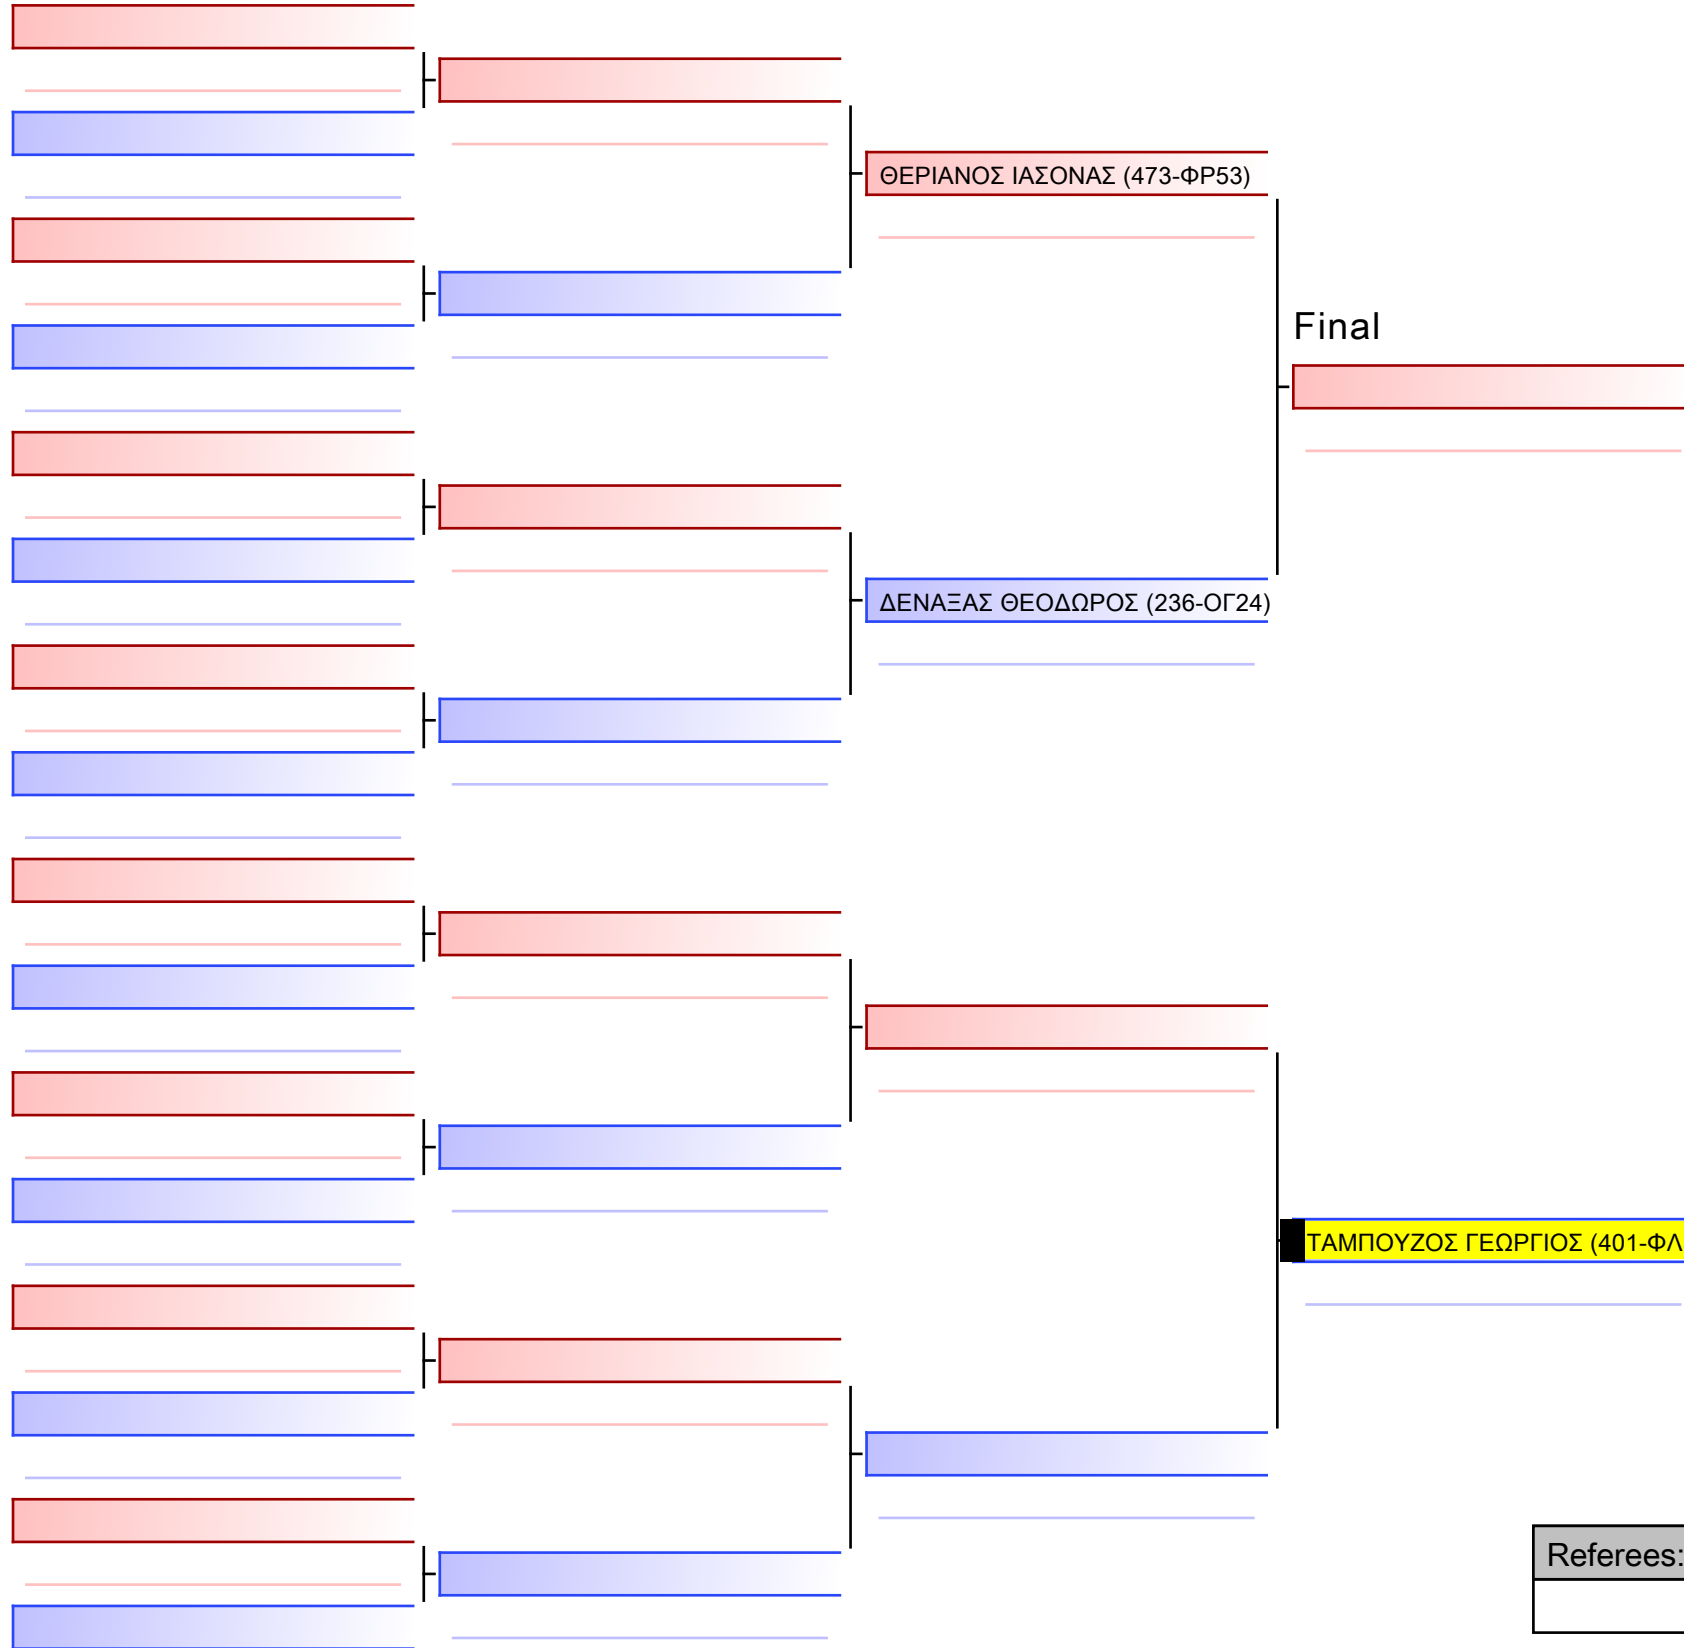 ΘΕΡΙΑΝΟΣ ΙΑΣΟΝΑΣ (473-ΦΡ53)
Final
ΔΕΝΑΞΑΣ ΘΕΟΔΩΡΟΣ (236-ΟΓ24)
ΤΑΜΠΟΥΖΟΣ ΓΕΩΡΓΙΟΣ (401-ΦΛ
Referees: